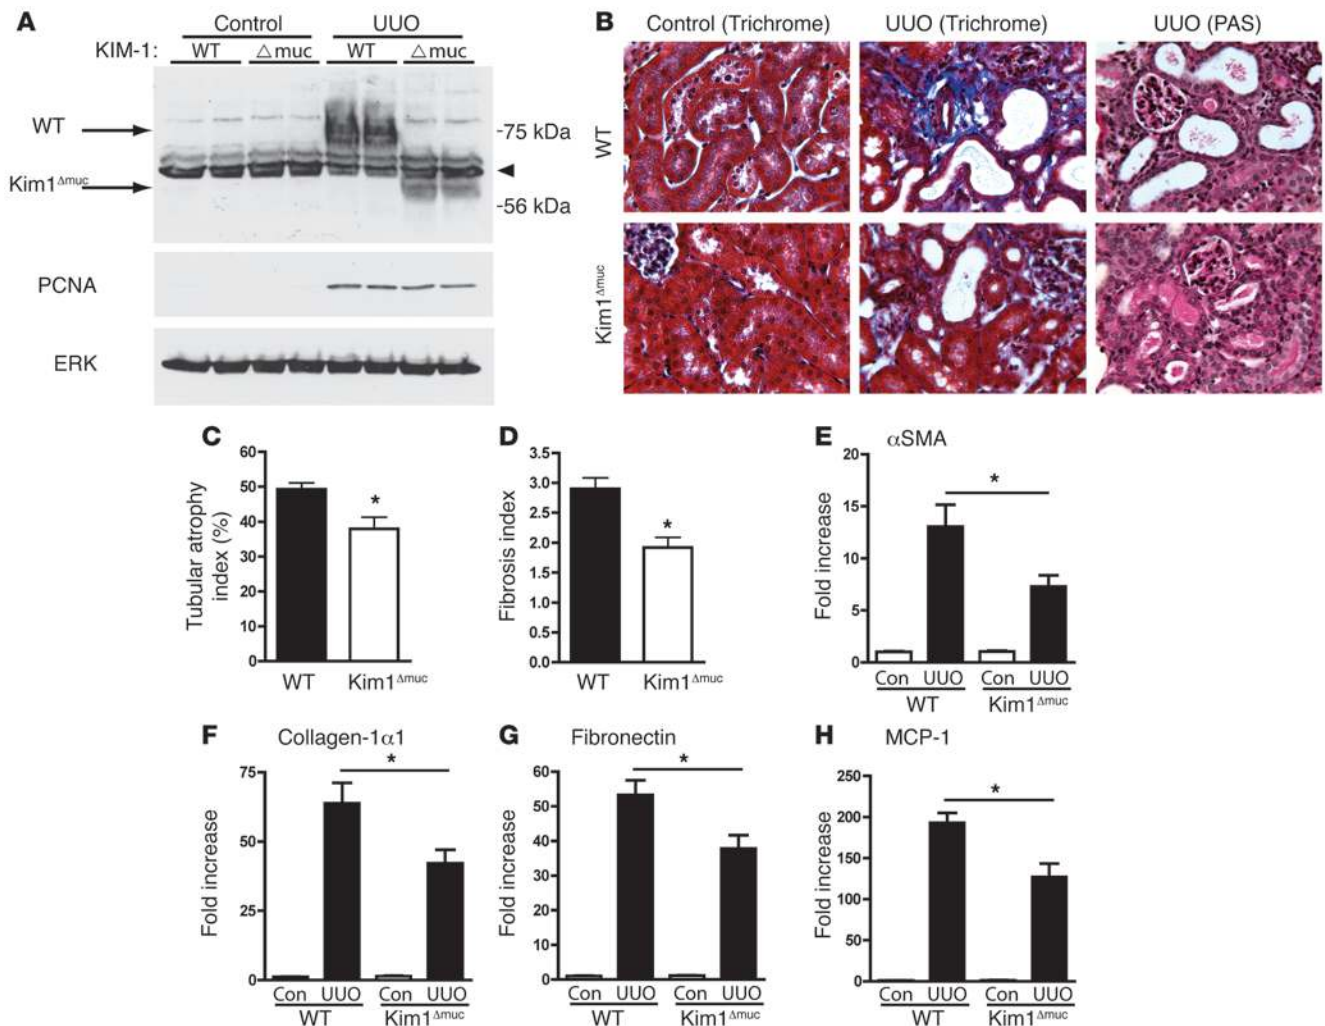 A
Control UUO
KIM-1: WT △muc WT △muc
WT
-75 kDa
Kim1Δmuc
-56 kDa
PCNA
ERK
B
Control (Trichrome) UUO (Trichrome) UUO (PAS)
WT
Kim1Δmuc
C
Tubular atrophy
index (%)
60
50
40
30
20
10
0
*
WT Kim1Δmuc
D
Fibrosis index
3.5
3.0
2.5
2.0
1.5
1.0
0.5
0.0
*
WT Kim1Δmuc
E αSMA
Fold increase
20
15
10
5
0
*
Con UUO Con UUO
WT Kim1Δmuc
F Collagen-1α1
Fold increase
75
50
25
0
*
Con UUO Con UUO
WT Kim1Δmuc
G Fibronectin
Fold increase
60
50
40
30
20
10
0
*
Con UUO Con UUO
WT Kim1Δmuc
H MCP-1
Fold increase
250
200
150
100
50
0
*
Con UUO Con UUO
WT Kim1Δmuc